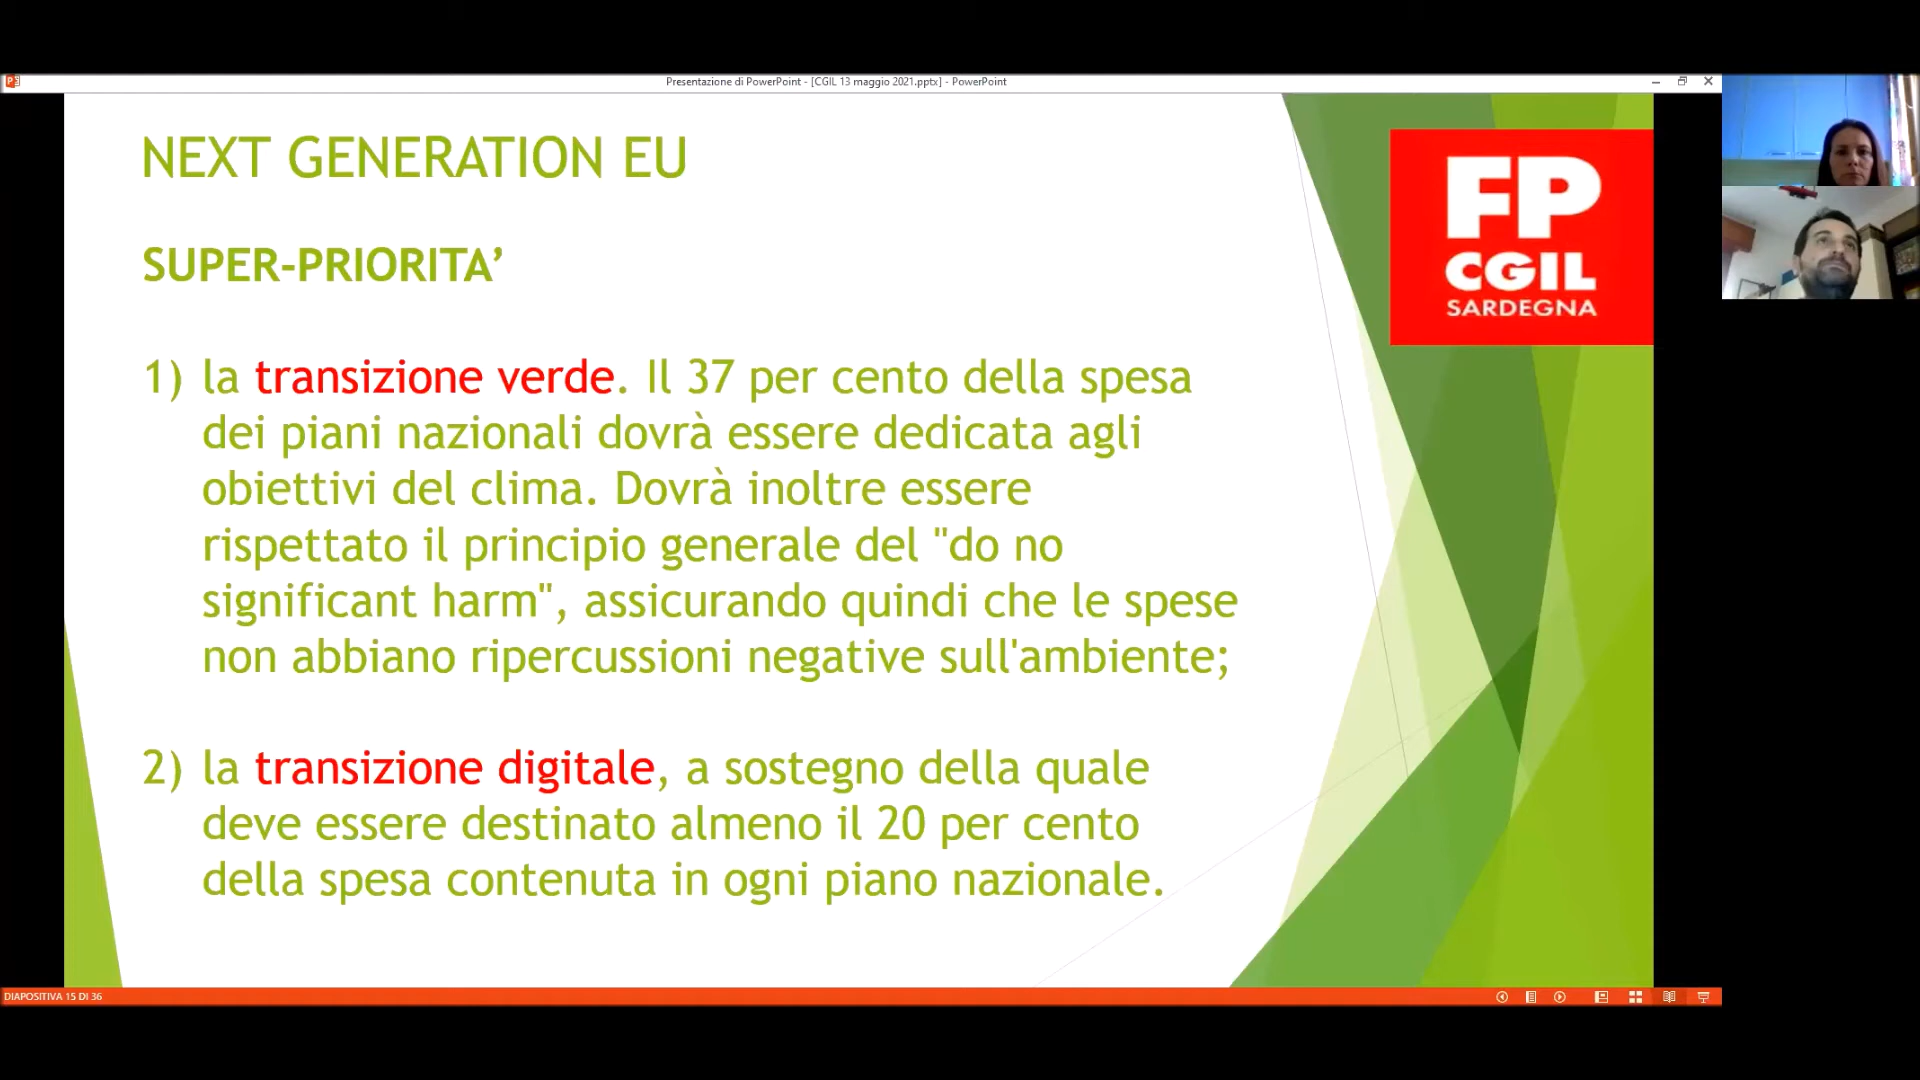 Presentazione di PowerPoint - [CGIL 13 maggio 2021.pptx] - PowerPoint
NEXT GENERATION EU
FP
CGIL
SARDEGNA
SUPER-PRIORITA’
1) la transizione verde. Il 37 per cento della spesa
dei piani nazionali dovrà essere dedicata agli
obiettivi del clima. Dovrà inoltre essere
rispettato il principio generale del "do no
significant harm", assicurando quindi che le spese
non abbiano ripercussioni negative sull'ambiente;
2) la transizione digitale, a sostegno della quale
deve essere destinato almeno il 20 per cento
della spesa contenuta in ogni piano nazionale.
DIAPOSITIVA 15 DI 36